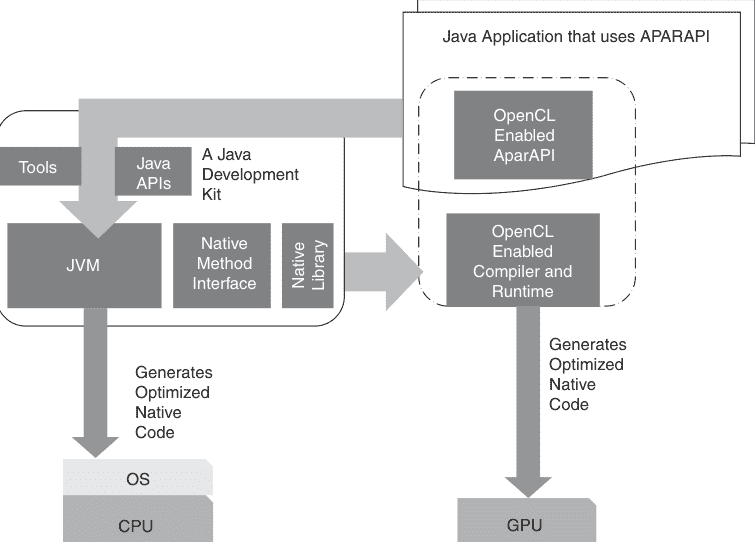 Java Application that uses APARAPI
OpenCL
Enabled
AparAPI
Tools
Java
APIs
A Java
Development
Kit
JVM
Native
Method
Interface
Native
Library
OpenCL
Enabled
Compiler and
Runtime
Generates
Optimized
Native
Code
Generates
Optimized
Native
Code
OS
CPU
GPU